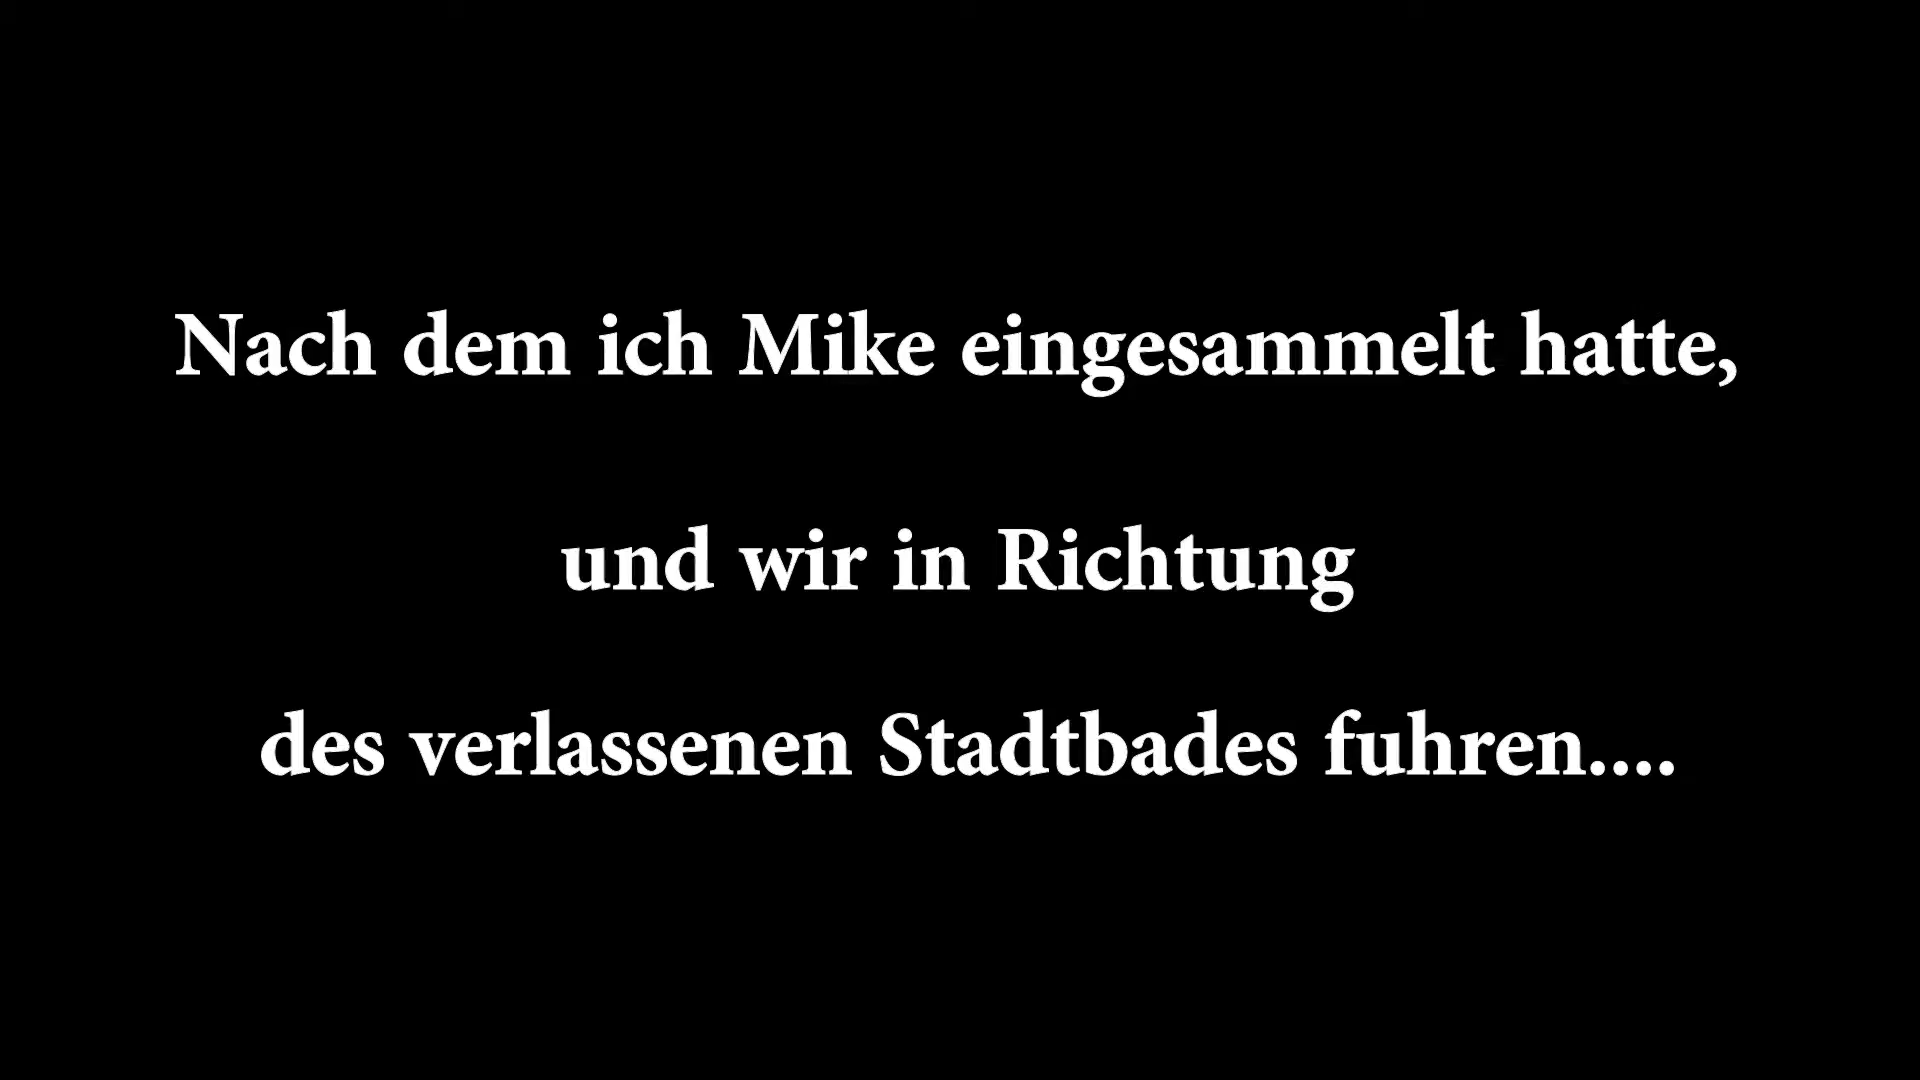 Nach dem ich Mike eingesammelt hatte,
und wir in Richtung
des verlassenen Stadtbades fuhren....